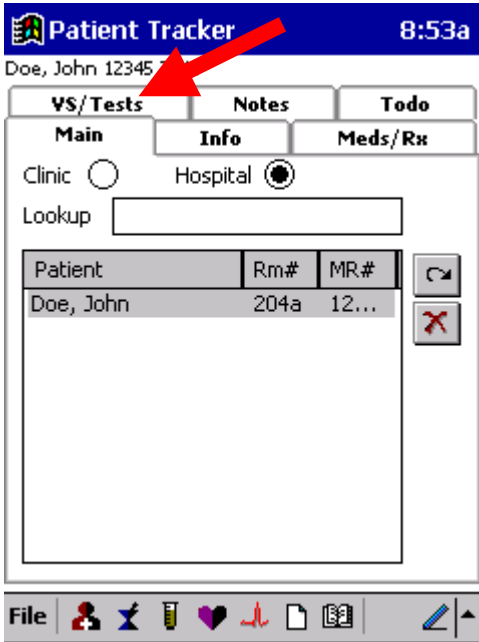 Patient Tracker 8:53a
Doe, John 12345
VS/Tests Notes Todo
Main Info Meds/Rx
Clinic Hospital
Lookup
Patient Rm# MR#
Doe, John 204a 12...
File